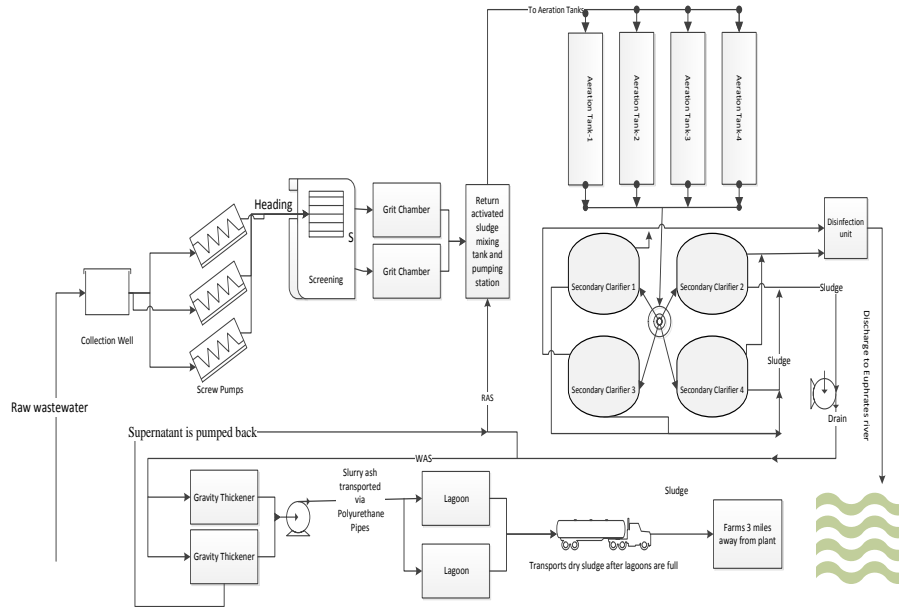 To Aeration Tanks
Aeration Tank-1
Aeration Tank-2
Aeration Tank-3
Aeration Tank-4
Heading
S
Screening
Grit Chamber
Grit Chamber
Return
activated
sludge
mixing
tank and
pumping
station
Disinfection
unit
Secondary Clarifier 1
Secondary Clarifier 2
Secondary Clarifier 3
Secondary Clarifier 4
Sludge
Sludge
Discharge to Euphrates river
Drain
Collection Well
Screw Pumps
Raw wastewater
RAS
Supernatant is pumped back
WAS
Gravity Thickener
Gravity Thickener
Slurry ash
transported
via
Polyurethane
Pipes
Lagoon
Lagoon
Sludge
Transports dry sludge after lagoons are full
Farms 3
miles
away from
plant